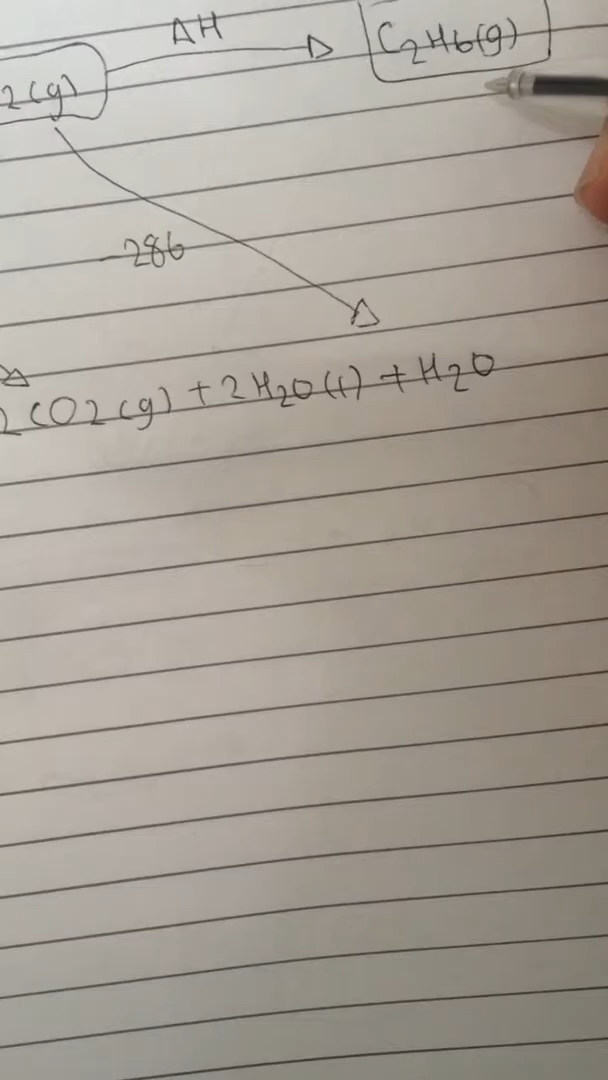 ΔH
2(g) C2H6(g)
-286
2CO2(g) + 2H2O(l) + H2O